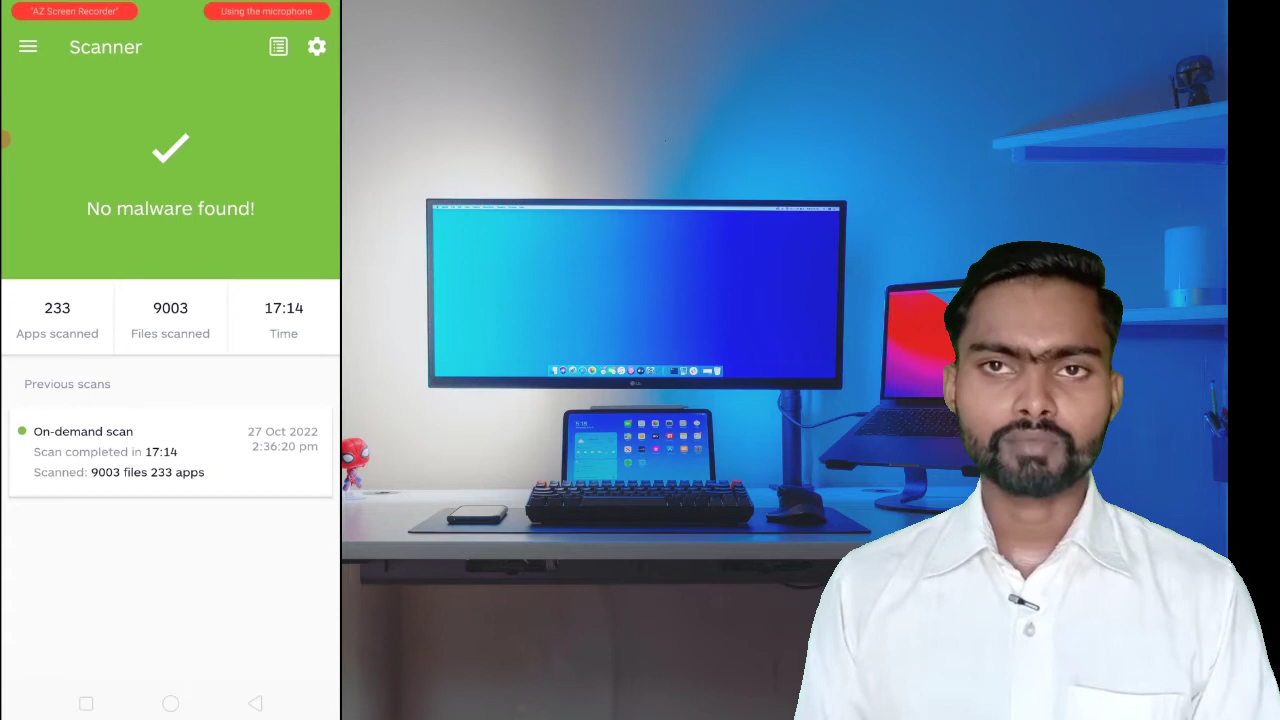 "AZ Screen Recorder"
Using the microphone
Scanner
No malware found!
233
9003
17:14
Apps scanned
Files scanned
Time
Previous scans
On-demand scan
27 Oct 2022
Scan completed in 17:14
2:36:20 pm
Scanned: 9003 files 233 apps
LG